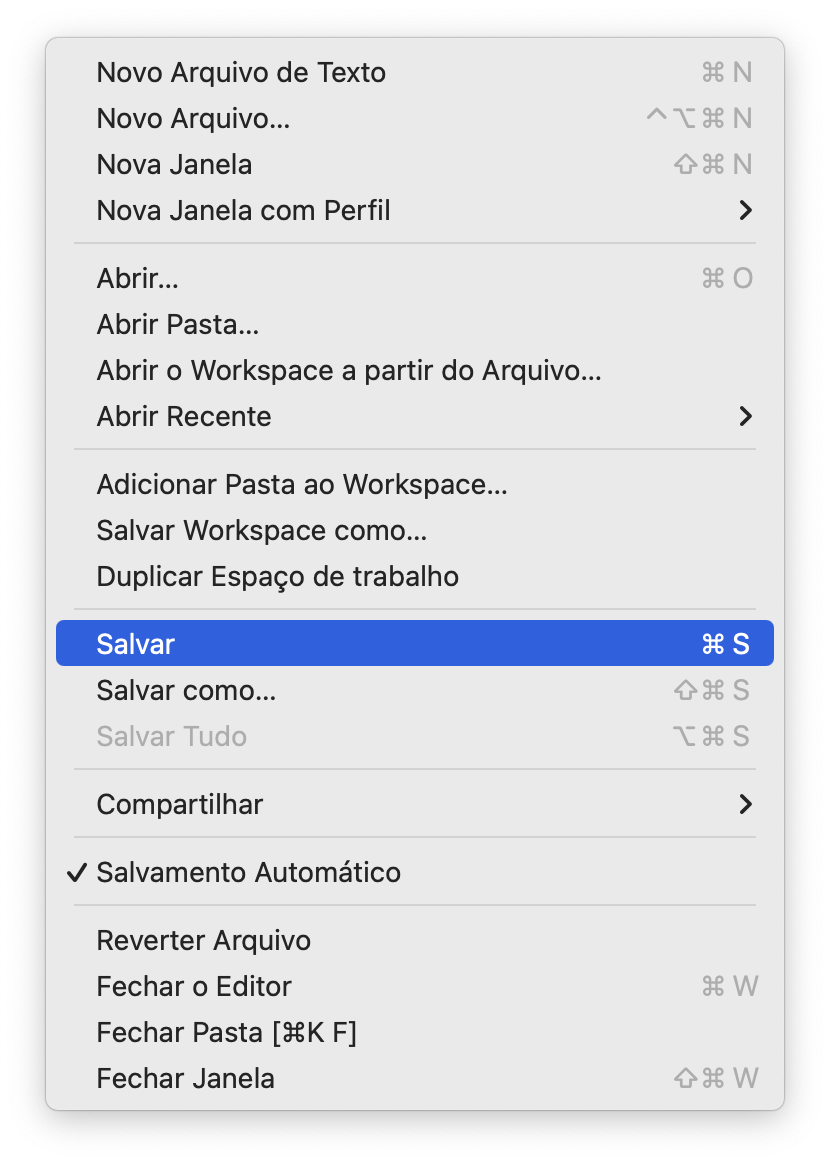 Novo Arquivo de Texto ⌘ N
Novo Arquivo... ^⌥⌘ N
Nova Janela ⇧⌘ N
Nova Janela com Perfil
Abrir... ⌘ O
Abrir Pasta...
Abrir o Workspace a partir do Arquivo...
Abrir Recente
Adicionar Pasta ao Workspace...
Salvar Workspace como...
Duplicar Espaço de trabalho
Salvar ⌘ S
Salvar como... ⇧⌘ S
Salvar Tudo ⌥⌘ S
Compartilhar
✓ Salvamento Automático
Reverter Arquivo
Fechar o Editor ⌘ W
Fechar Pasta [⌘K F]
Fechar Janela ⇧⌘ W